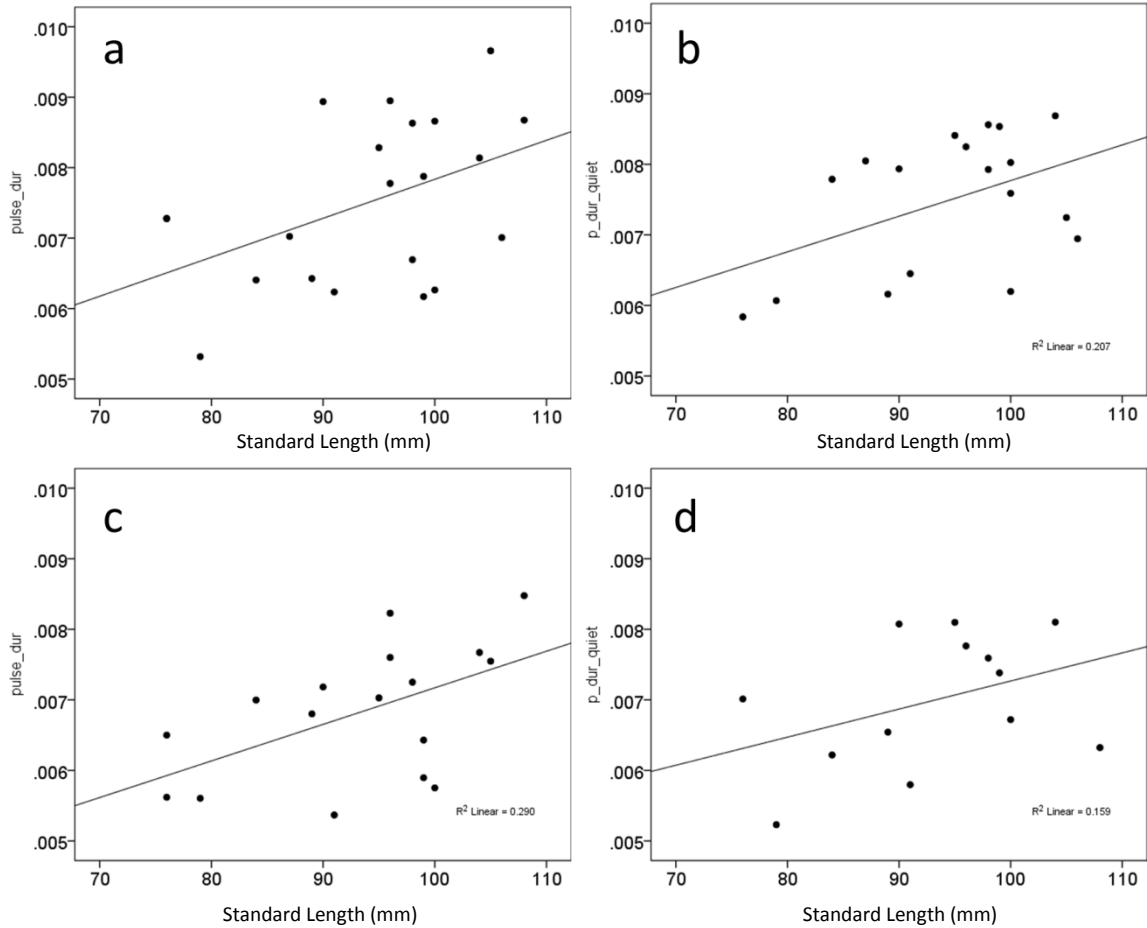 a
.010
.009
.008
.007
.006
.005
pulse_dur
70 80 90 100 110
Standard Length (mm)
b
.010
.009
.008
.007
.006
.005
p_dur_quiet
R² Linear = 0.207
70 80 90 100 110
Standard Length (mm)
c
.010
.009
.008
.007
.006
.005
pulse_dur
R² Linear = 0.290
70 80 90 100 110
Standard Length (mm)
d
.010
.009
.008
.007
.006
.005
p_dur_quiet
R² Linear = 0.159
70 80 90 100 110
Standard Length (mm)